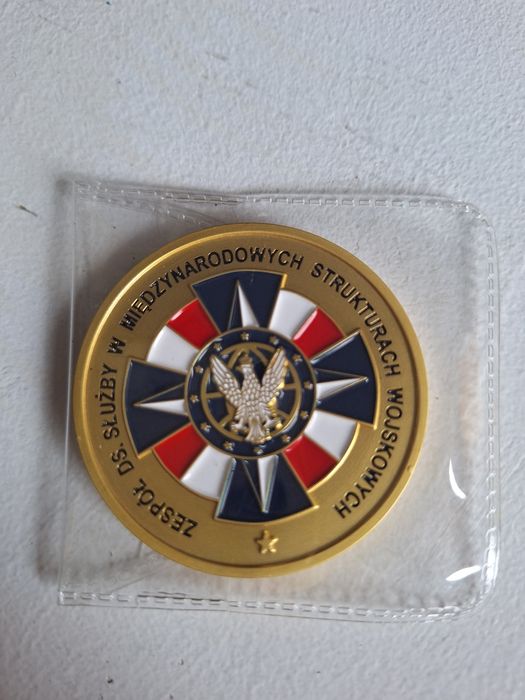 ZESPÓŁ DS. SŁUŻBY W MIĘDZYNARODOWYCH STRUKTURACH WOJSKOWYCH